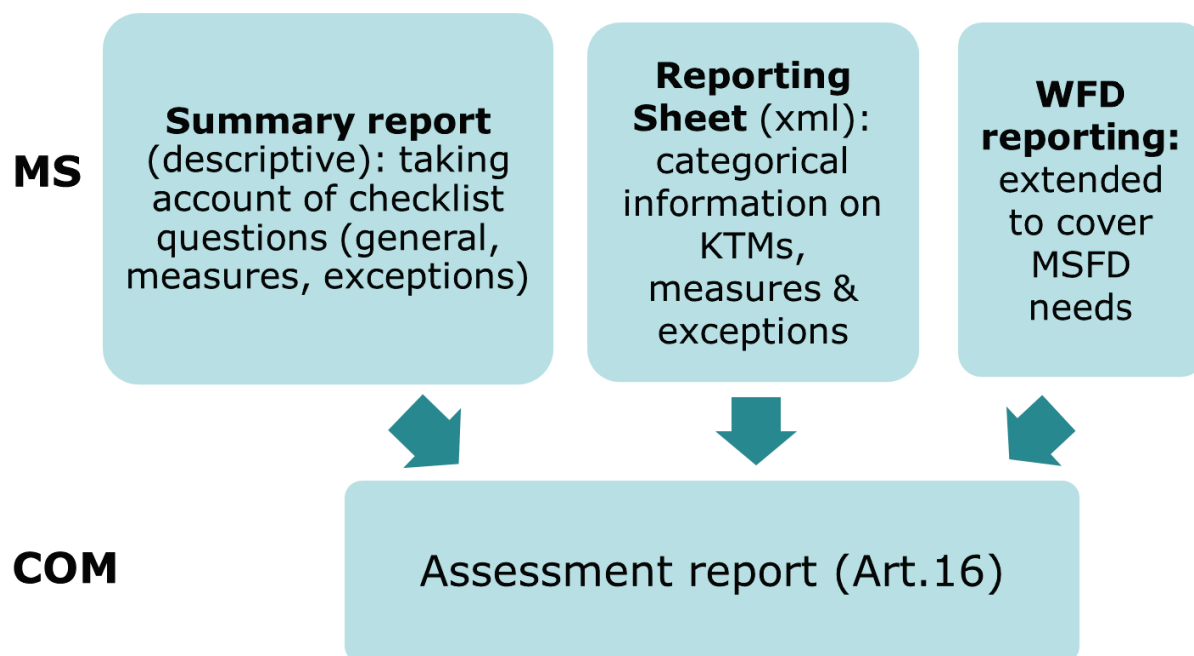 MS
Summary report
(descriptive): taking
account of checklist
questions (general,
measures, exceptions)
Reporting
Sheet (xml):
categorical
information on
KTMs,
measures &
exceptions
WFD
reporting:
extended
to cover
MSFD
needs
COM
Assessment report (Art.16)